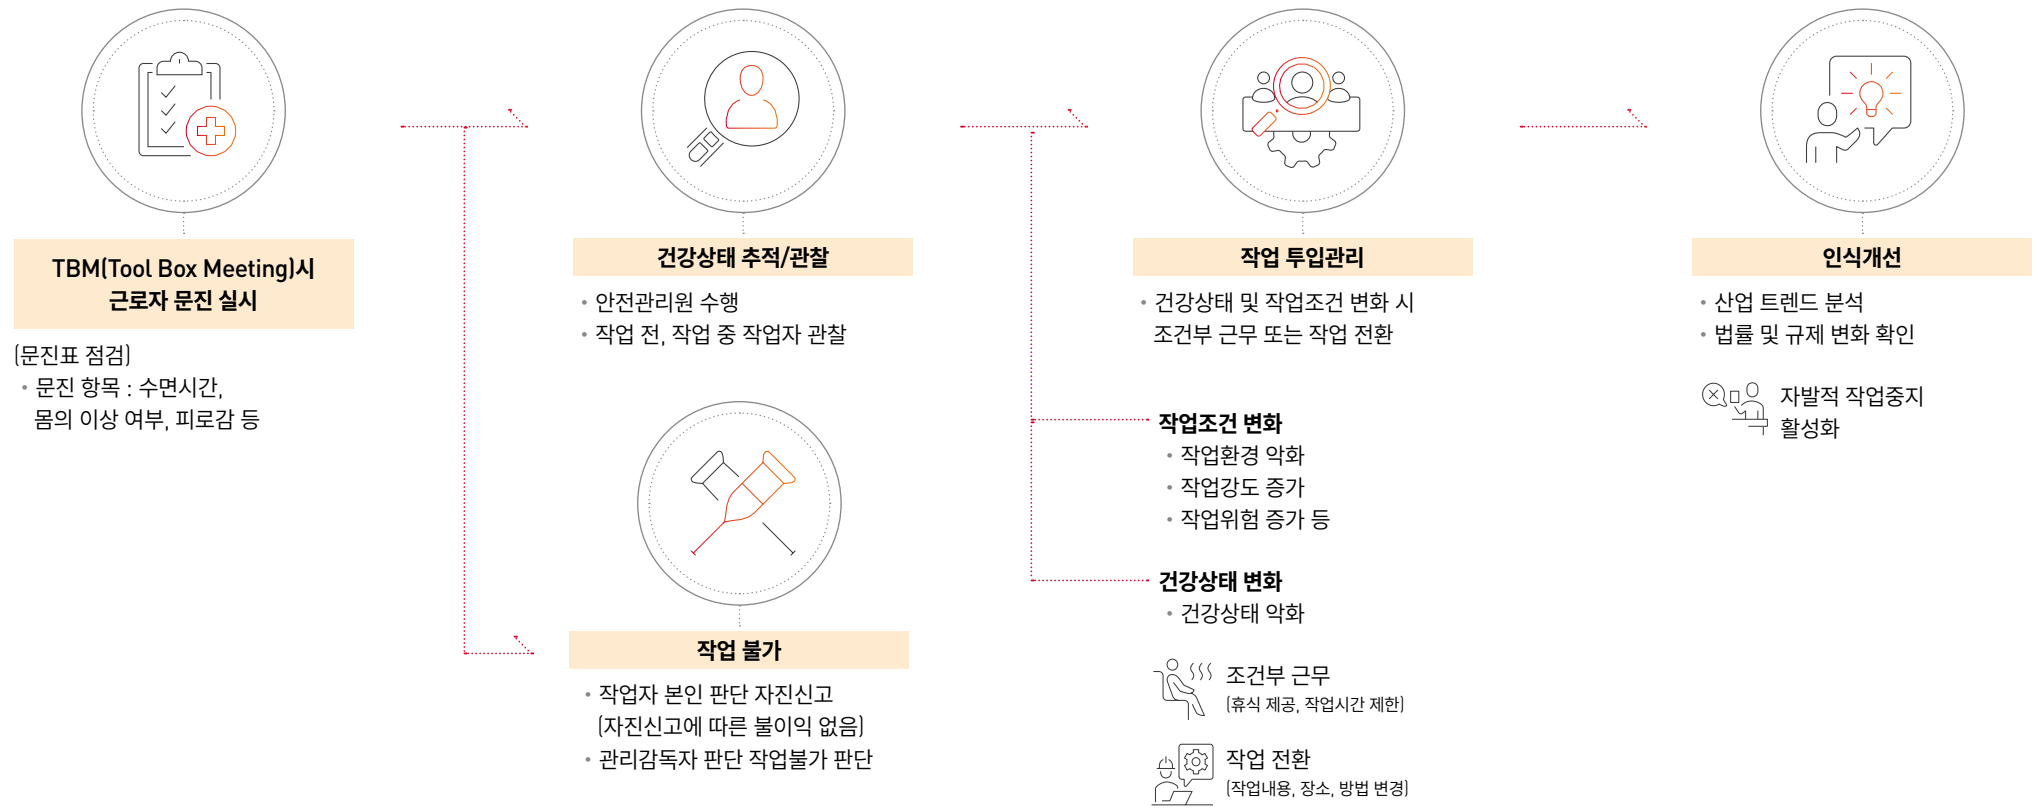 TBM(Tool Box Meeting)시
근로자 문진 실시
(문진표 점검)
• 문진 항목 : 수면시간,
몸의 이상 여부, 피로감 등
건강상태 추적/관찰
• 안전관리원 수행
• 작업 전, 작업 중 작업자 관찰
작업 불가
• 작업자 본인 판단 자진신고
(자진신고에 따른 불이익 없음)
• 관리감독자 판단 작업불가 판단
작업 투입관리
• 건강상태 및 작업조건 변화 시
조건부 근무 또는 작업 전환
작업조건 변화
• 작업환경 악화
• 작업강도 증가
• 작업위험 증가 등
건강상태 변화
• 건강상태 악화
조건부 근무
(휴식 제공, 작업시간 제한)
작업 전환
(작업내용, 장소, 방법 변경)
인식개선
• 산업 트렌드 분석
• 법률 및 규제 변화 확인
자발적 작업중지
활성화